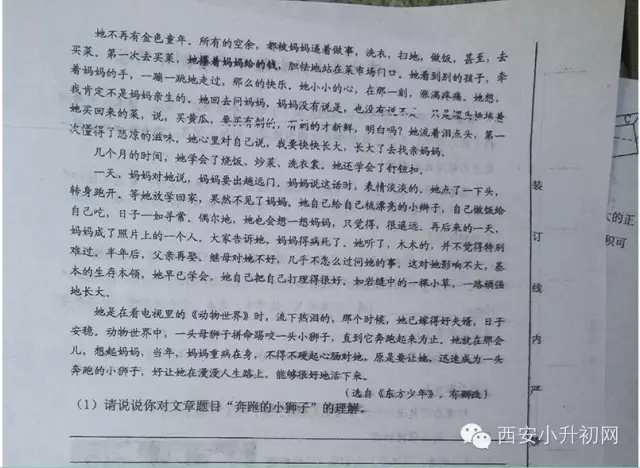 她不再有金色童年。所有的空余，都被妈妈逼着做事，洗衣，扫地，做饭，甚至，去
买菜。第一次去买菜，她攥着妈妈给的钱，胆怯地站在菜市场门口。她看到别的孩子，牵
着妈妈的手，一蹦一跳地走过，那么的快乐。她小小的心，在那一刻，涨满疼痛。她想，
我肯定不是妈妈亲生的。她回去问妈妈，妈妈没有说是，也没有说不是，只是埋头挑拣着
她买回来的菜，说，买黄瓜，要买有刺的，有刺的才新鲜，明白吗？她流着泪点头，第一
次懂得了悲凉的滋味。她心里对自己说，我要快快长大，长大了去找亲妈妈。
几个月的时间，她学会了烧饭、炒菜、洗衣裳。她还学会了钉钮扣。
一天，妈妈对她说，妈妈要出趟远门。妈妈说这话时，表情淡淡的。她点了一下头，
转身跑开。等她放学回家，果然不见了妈妈。她自己给自己梳漂亮的小辫子，自己做饭给
自己吃，日子一如寻常。偶尔地，她也会想一想妈妈，只觉得，很遥远。再后来的一天，
妈妈成了照片上的一个人。大家告诉她，妈妈得病死了。她听了，木木的，并不觉得特别
难过。半年后，父亲再娶。继母对她不好，几乎不怎么过问她的事。这对她影响不大，基
本的生存本领，她早已学会，她自己把自己打理得很好。如岩缝中的一棵小草，一路顽强
地长大。
她是在看电视里的《动物世界》时，流下热泪的，那个时候，她已嫁得好夫婿，日子
安稳。动物世界中，一头母狮子拼命踢咬一头小狮子，直到它奔跑起来为止。她就在那会
儿，想起妈妈，当年，妈妈重病在身，不得不硬起心肠对她，原是要让她，迅速成为一头
奔跑的小狮子，好让她在漫漫人生路上，能够很好地活下来。
（选自《东方少年》，有删改）
（1）请说说你对文章题目“奔跑的小狮子”的理解。
装
订
线
内
严
大的正
积可
西安小升初网